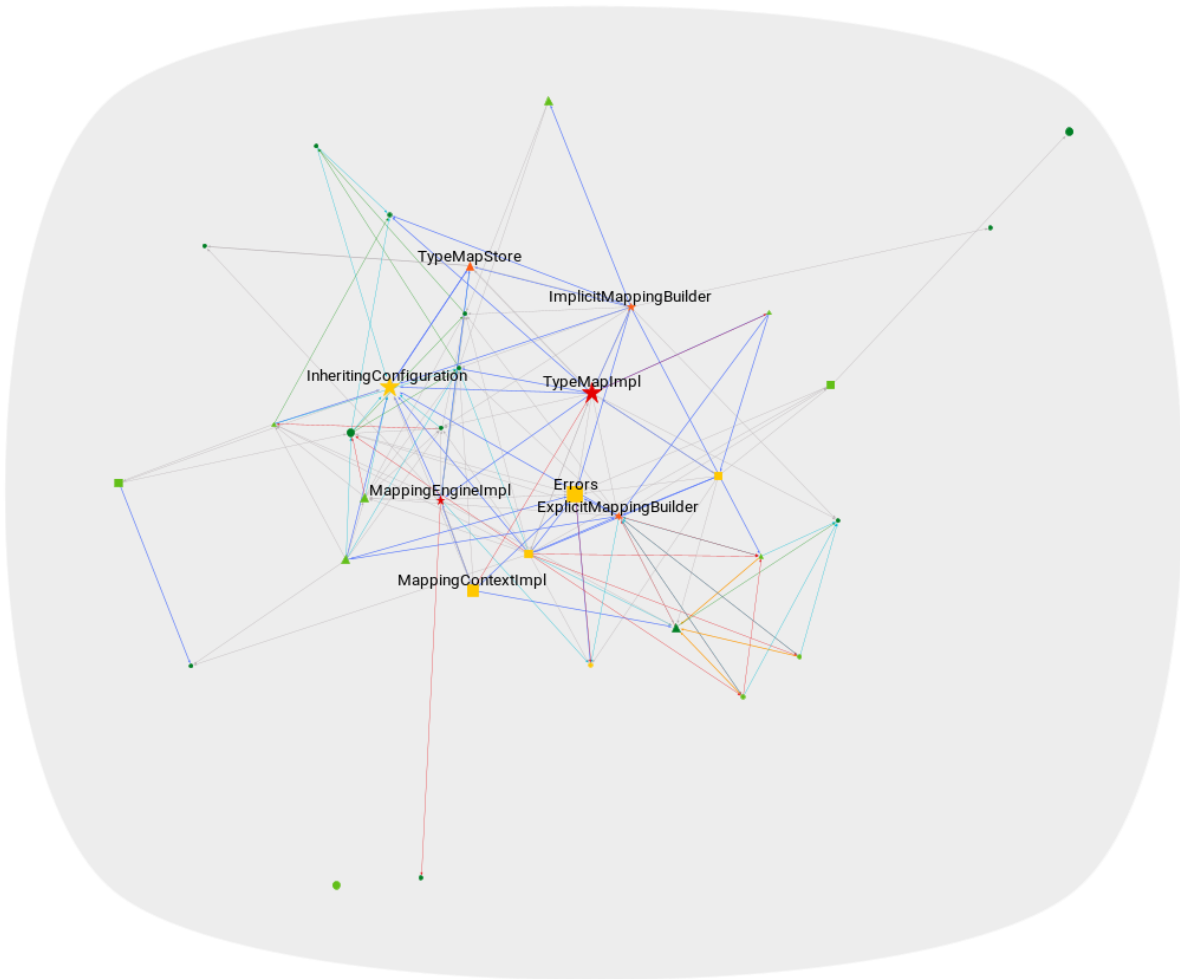 TypeMapStore
ImplicitMappingBuilder
InheritingConfiguration
TypeMapImpl
Errors
MappingEngineImpl
ExplicitMappingBuilder
MappingContextImpl